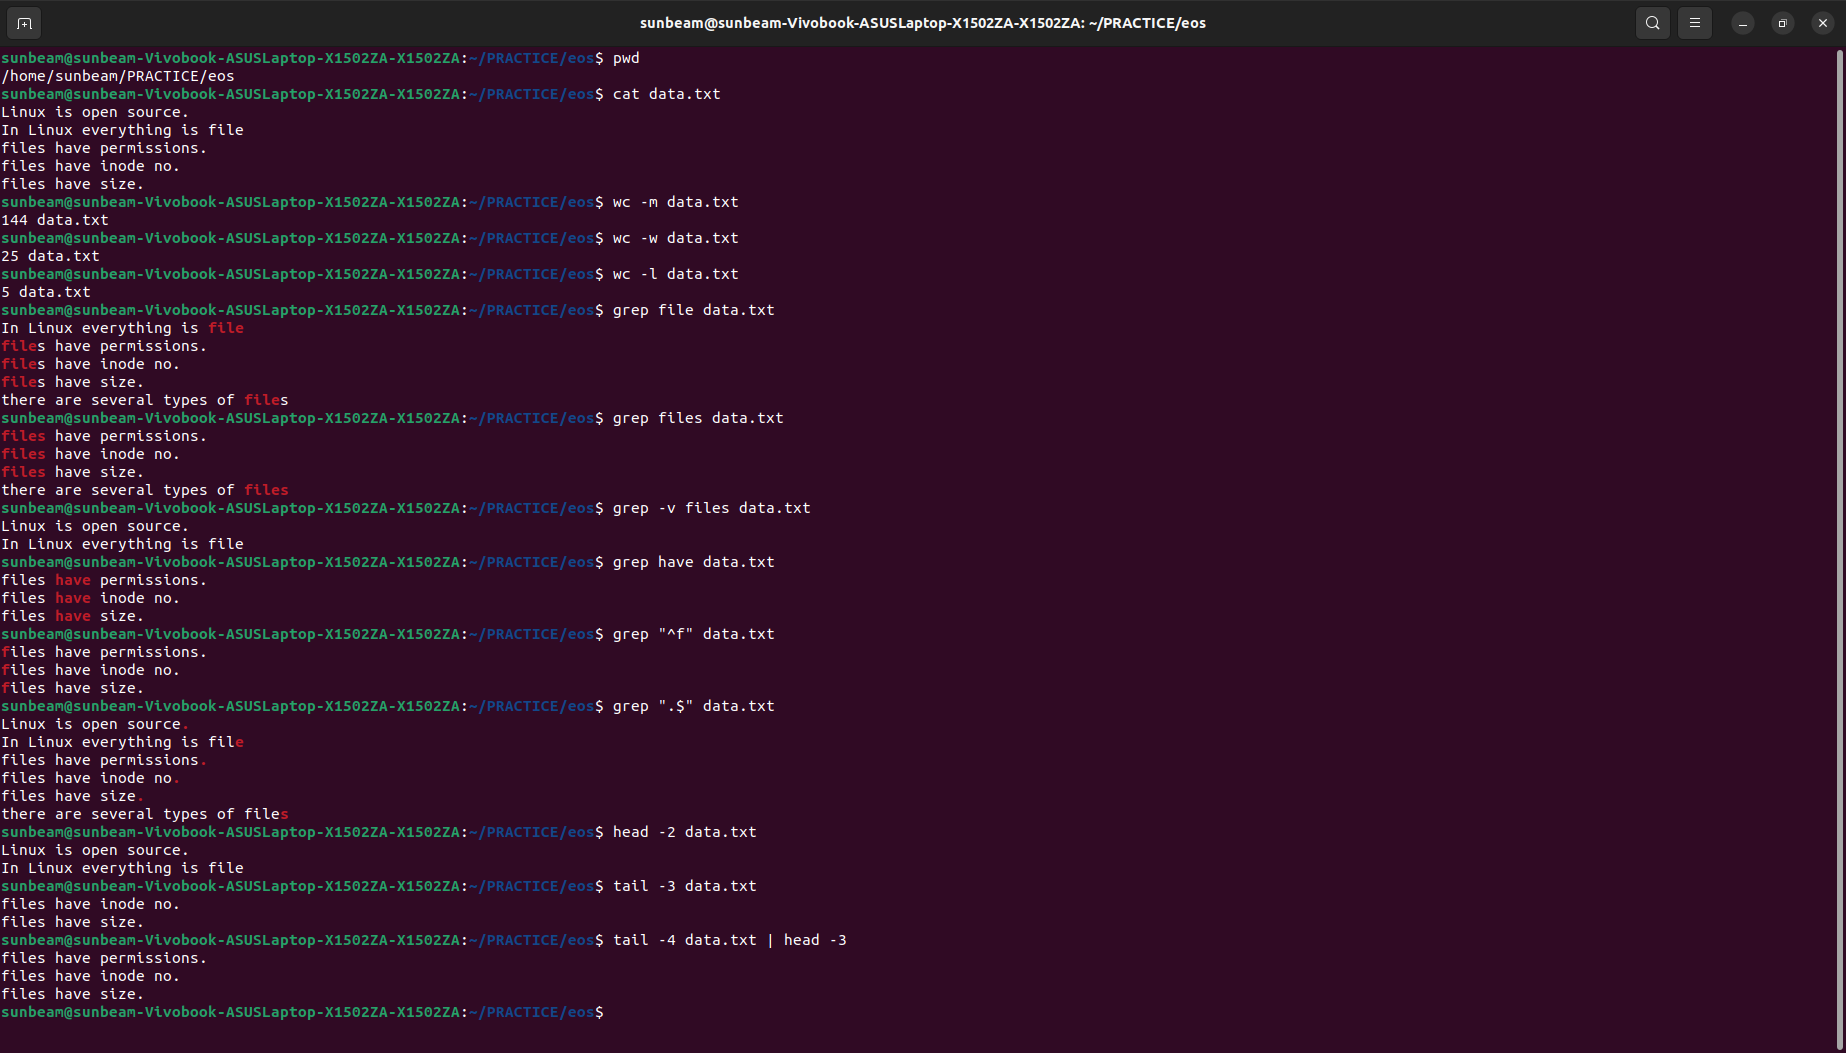 sunbeam@sunbeam-Vivobook-ASUSLaptop-X1502ZA-X1502ZA: ~/PRACTICE/eos
sunbeam@sunbeam-Vivobook-ASUSLaptop-X1502ZA-X1502ZA:~/PRACTICE/eos$ pwd
/home/sunbeam/PRACTICE/eos
sunbeam@sunbeam-Vivobook-ASUSLaptop-X1502ZA-X1502ZA:~/PRACTICE/eos$ cat data.txt
Linux is open source.
In Linux everything is file
files have permissions.
files have inode no.
files have size.
sunbeam@sunbeam-Vivobook-ASUSLaptop-X1502ZA-X1502ZA:~/PRACTICE/eos$ wc -m data.txt
144 data.txt
sunbeam@sunbeam-Vivobook-ASUSLaptop-X1502ZA-X1502ZA:~/PRACTICE/eos$ wc -w data.txt
25 data.txt
sunbeam@sunbeam-Vivobook-ASUSLaptop-X1502ZA-X1502ZA:~/PRACTICE/eos$ wc -l data.txt
5 data.txt
sunbeam@sunbeam-Vivobook-ASUSLaptop-X1502ZA-X1502ZA:~/PRACTICE/eos$ grep file data.txt
In Linux everything is file
files have permissions.
files have inode no.
files have size.
there are several types of files
sunbeam@sunbeam-Vivobook-ASUSLaptop-X1502ZA-X1502ZA:~/PRACTICE/eos$ grep files data.txt
files have permissions.
files have inode no.
files have size.
there are several types of files
sunbeam@sunbeam-Vivobook-ASUSLaptop-X1502ZA-X1502ZA:~/PRACTICE/eos$ grep -v files data.txt
Linux is open source.
In Linux everything is file
sunbeam@sunbeam-Vivobook-ASUSLaptop-X1502ZA-X1502ZA:~/PRACTICE/eos$ grep have data.txt
files have permissions.
files have inode no.
files have size.
sunbeam@sunbeam-Vivobook-ASUSLaptop-X1502ZA-X1502ZA:~/PRACTICE/eos$ grep "^f" data.txt
files have permissions.
files have inode no.
files have size.
sunbeam@sunbeam-Vivobook-ASUSLaptop-X1502ZA-X1502ZA:~/PRACTICE/eos$ grep ".$" data.txt
Linux is open source.
In Linux everything is file
files have permissions.
files have inode no.
files have size.
there are several types of files
sunbeam@sunbeam-Vivobook-ASUSLaptop-X1502ZA-X1502ZA:~/PRACTICE/eos$ head -2 data.txt
Linux is open source.
In Linux everything is file
sunbeam@sunbeam-Vivobook-ASUSLaptop-X1502ZA-X1502ZA:~/PRACTICE/eos$ tail -3 data.txt
files have inode no.
files have size.
sunbeam@sunbeam-Vivobook-ASUSLaptop-X1502ZA-X1502ZA:~/PRACTICE/eos$ tail -4 data.txt | head -3
files have permissions.
files have inode no.
files have size.
sunbeam@sunbeam-Vivobook-ASUSLaptop-X1502ZA-X1502ZA:~/PRACTICE/eos$